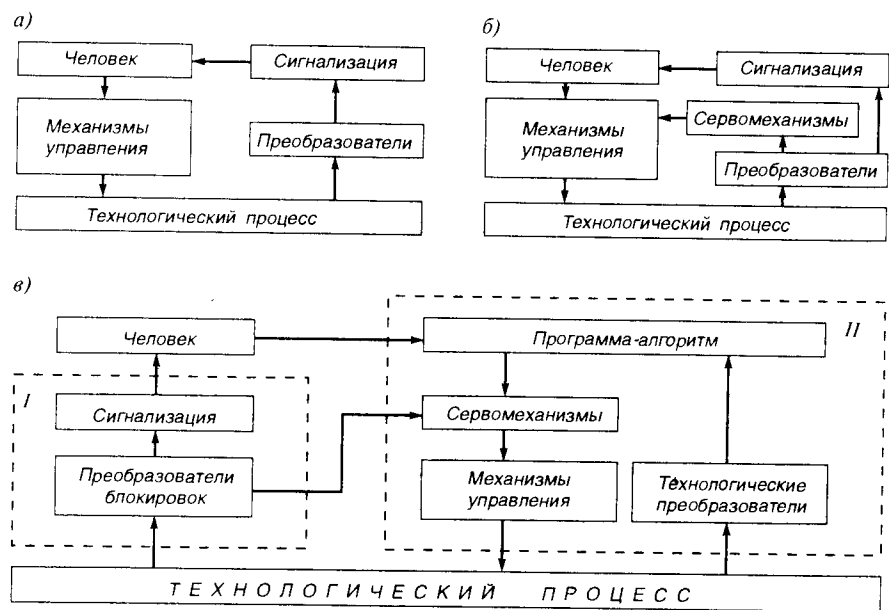 а)
Человек
Сигнализация
Механизмы
управления
Преобразователи
Технологический процесс
б)
Человек
Сигнализация
Механизмы
управления
Сервомеханизмы
Преобразователи
Технологический процесс
в)
Человек
Программа-алгоритм
II
I
Сигнализация
Сервомеханизмы
Преобразователи
блокировок
Механизмы
управления
Технологические
преобразователи
ТЕХНОЛОГИЧЕСКИЙ ПРОЦЕСС